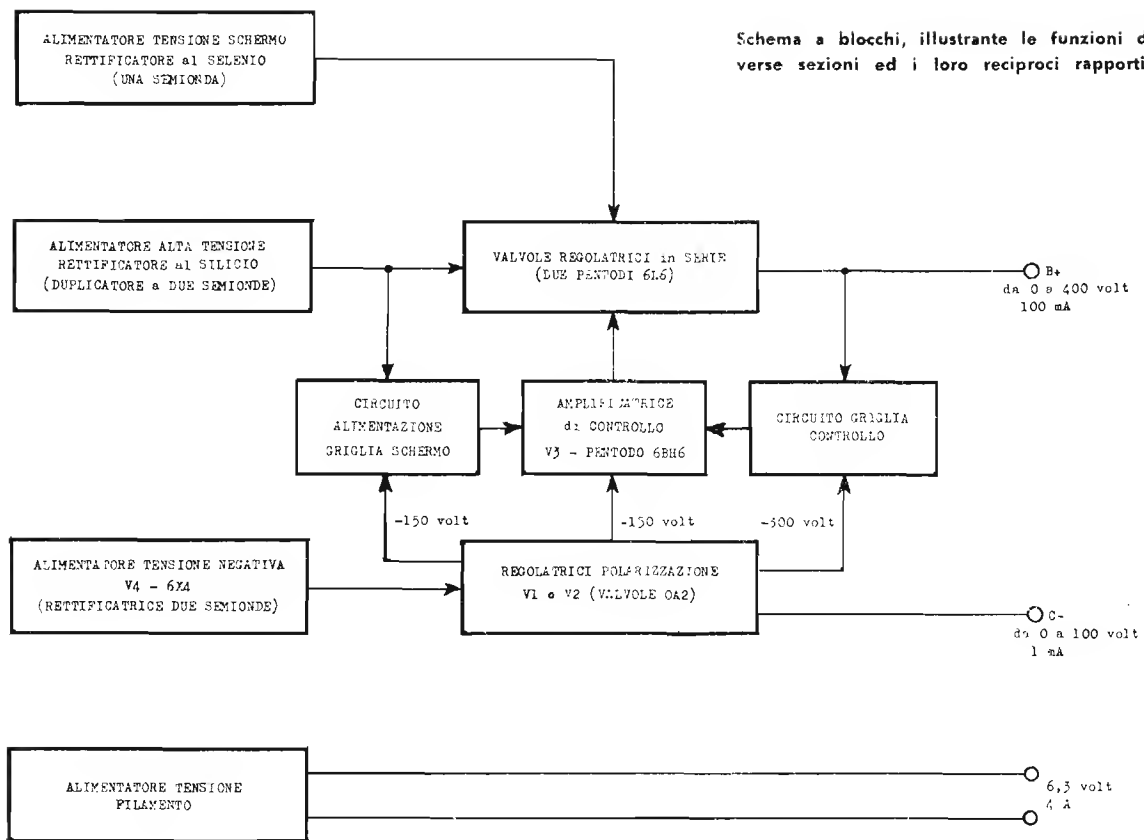 Schema a blocchi, illustrante le funzioni d
verse sezioni ed i loro reciproci rapporti
ALIMENTATORE TENSIONE SCHERMO
RETTIFICATORE al SELENIO
(UNA SEMIONDA)
ALIMENTATORE ALTA TENSIONE
RETTIFICATORE al SILICIO
(DUPLICATORE a DUE SEMIONDE)
VALVOLE REGOLATRICI in SERIE
(DUE PENTODI 6L6)
B+
da 0 a 400 volt
100 mA
CIRCUITO
ALIMENTAZIONE
GRIGLIA SCHERMO
AMPLIFICATRICE
di CONTROLLO
V3 - PENTODO 6BH6
CIRCUITO GRIGLIA
CONTROLLO
-150 volt
-150 volt
-300 volt
ALIMENTATORE TENSIONE NEGATIVA
V4 - 6X4
(RETTIFICATRICE DUE SEMIONDE)
REGOLATRICI POLARIZZAZIONE
V1 e V2 (VALVOLE OA2)
C-
da 0 a 100 volt
1 mA
ALIMENTATORE TENSIONE
FILAMENTO
6,3 volt
4 A